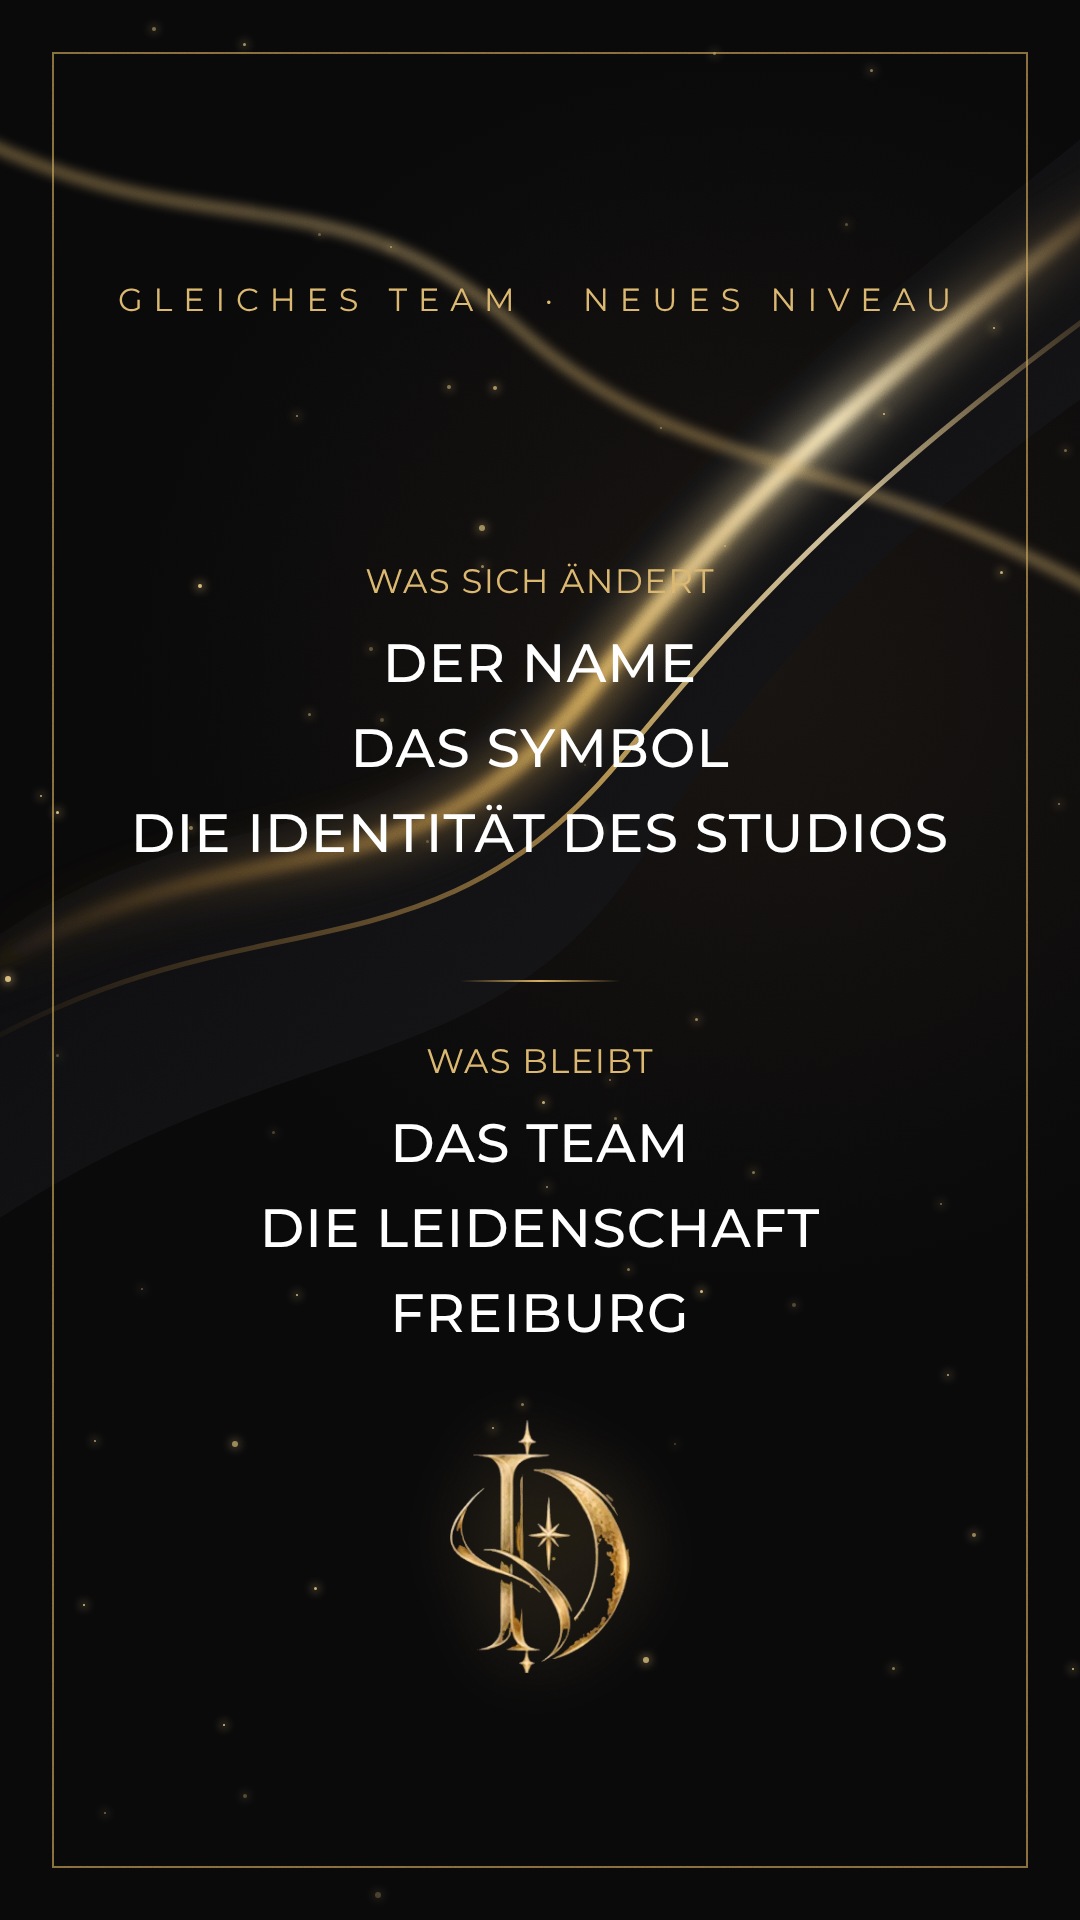 GLEICHES TEAM · NEUES NIVEAU
WAS SICH ÄNDERT
DER NAME
DAS SYMBOL
DIE IDENTITÄT DES STUDIOS
WAS BLEIBT
DAS TEAM
DIE LEIDENSCHAFT
FREIBURG